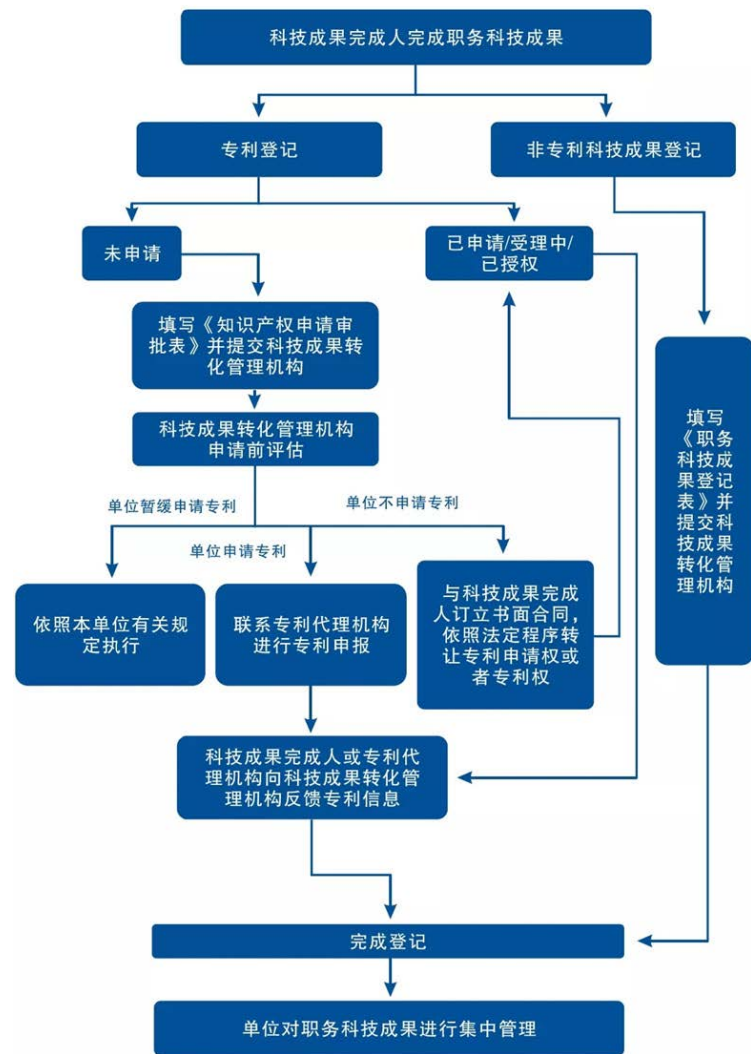 科技成果完成人完成职务科技成果
专利登记
非专利科技成果登记
未申请
已申请/受理中/
已授权
填写《知识产权申请审
批表》并提交科技成果转
化管理机构
科技成果转化管理机构
申请前评估
填写
《职务
科技成
果登记
表》并
提交科
技成果
转化管
理机构
单位暂缓申请专利
单位申请专利
单位不申请专利
依照本单位有关规
定执行
联系专利代理机构
进行专利申报
与科技成果完成
人订立书面合同，
依照法定程序转
让专利申请权或
者专利权
科技成果完成人或专利代
理机构向科技成果转化管
理机构反馈专利信息
完成登记
单位对职务科技成果进行集中管理